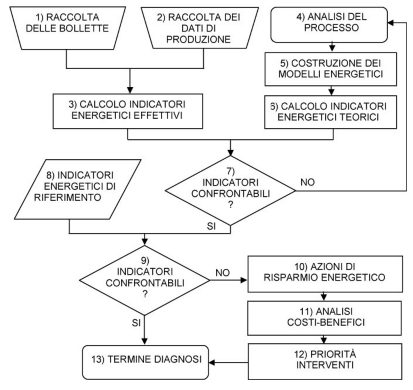 1) RACCOLTA
DELLE BOLLETTE
2) RACCOLTA DEI
DATI DI
PRODUZIONE
4) ANALISI DEL
PROCESSO
5) COSTRUZIONE DEI
MODELLI ENERGETICI
3) CALCOLO INDICATORI
ENERGETICI EFFETTIVI
6) CALCOLO INDICATORI
ENERGETICI TEORICI
7)
INDICATORI
CONFRONTABILI
?
NO
SI
8) INDICATORI
ENERGETICI DI
RIFERIMENTO
9)
INDICATORI
CONFRONTABILI
?
NO
SI
10) AZIONI DI
RISPARMIO ENERGETICO
11) ANALISI
COSTI-BENEFICI
12) PRIORITÀ
INTERVENTI
13) TERMINE DIAGNOSI